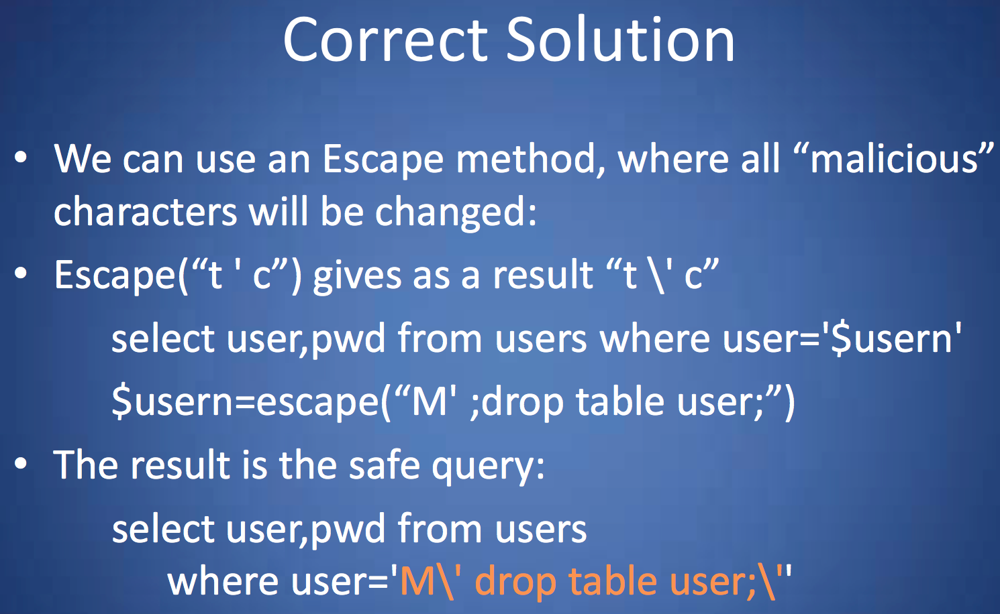 Correct Solution
• We can use an Escape method, where all “malicious”
characters will be changed:
• Escape(“t ' c”) gives as a result “t \' c”
select user,pwd from users where user='$usern'
$usern=escape(“M' ;drop table user;”)
• The result is the safe query:
select user,pwd from users
where user='M\' drop table user;\''